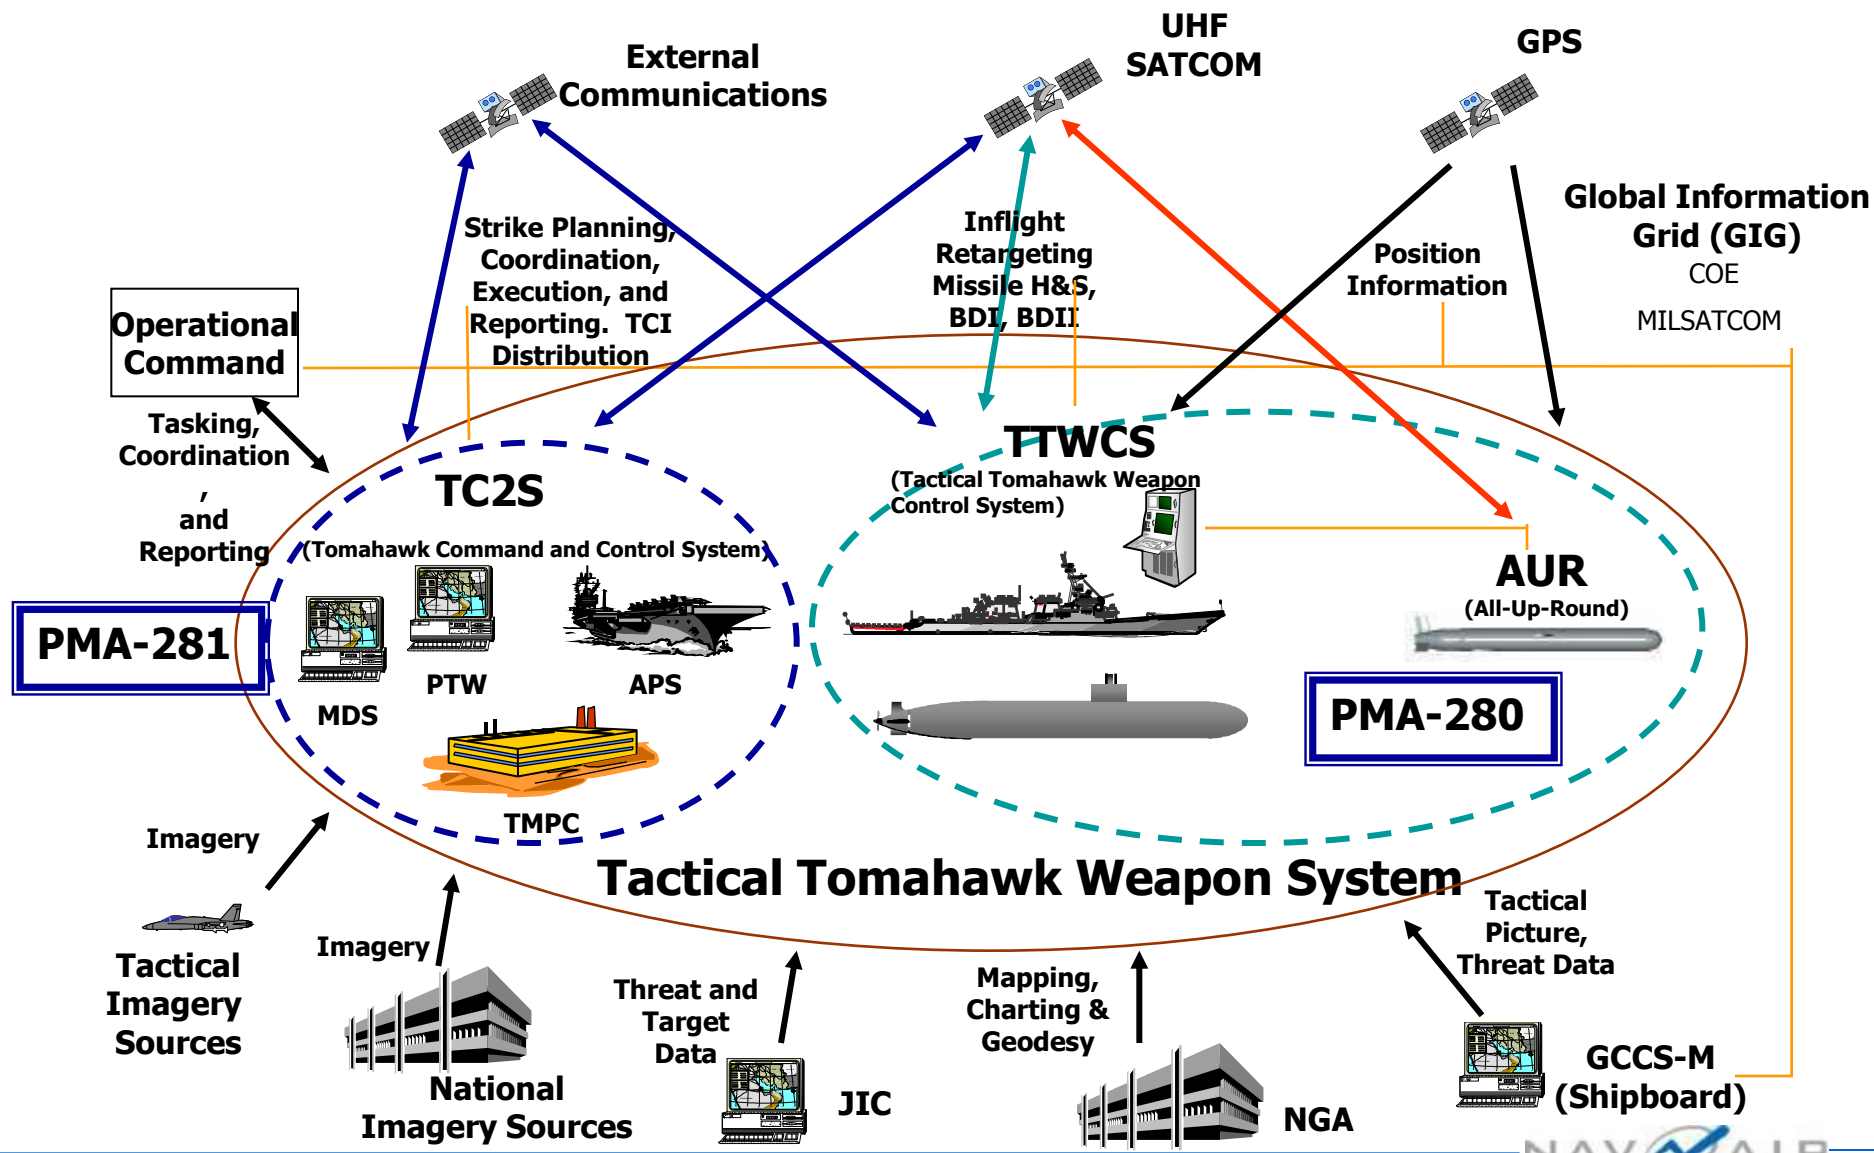 External
Communications
UHF
SATCOM
GPS
Global Information
Grid (GIG)
COE
MILSATCOM
Strike Planning,
Coordination,
Execution, and
Reporting.  TCI
Distribution
Inflight
Retargeting
Missile H&S,
BDI, BDII
Position
Information
Operational
Command
Tasking,
Coordination
,
and
Reporting
TC2S
(Tomahawk Command and Control System)
TTWCS
(Tactical Tomahawk Weapon
Control System)
AUR
(All-Up-Round)
PMA-281
MDS
PTW
APS
TMPC
PMA-280
Tactical Tomahawk Weapon System
Imagery
Tactical
Imagery
Sources
Imagery
National
Imagery Sources
Threat and
Target
Data
JIC
Mapping,
Charting &
Geodesy
NGA
Tactical
Picture,
Threat Data
GCCS-M
(Shipboard)
NAVAIR